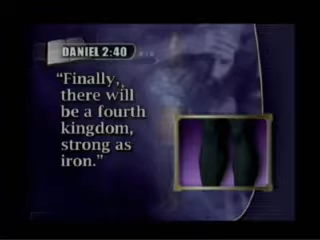 DANIEL 2:40
“Finally,
there will
be a fourth
kingdom,
strong as
iron.”